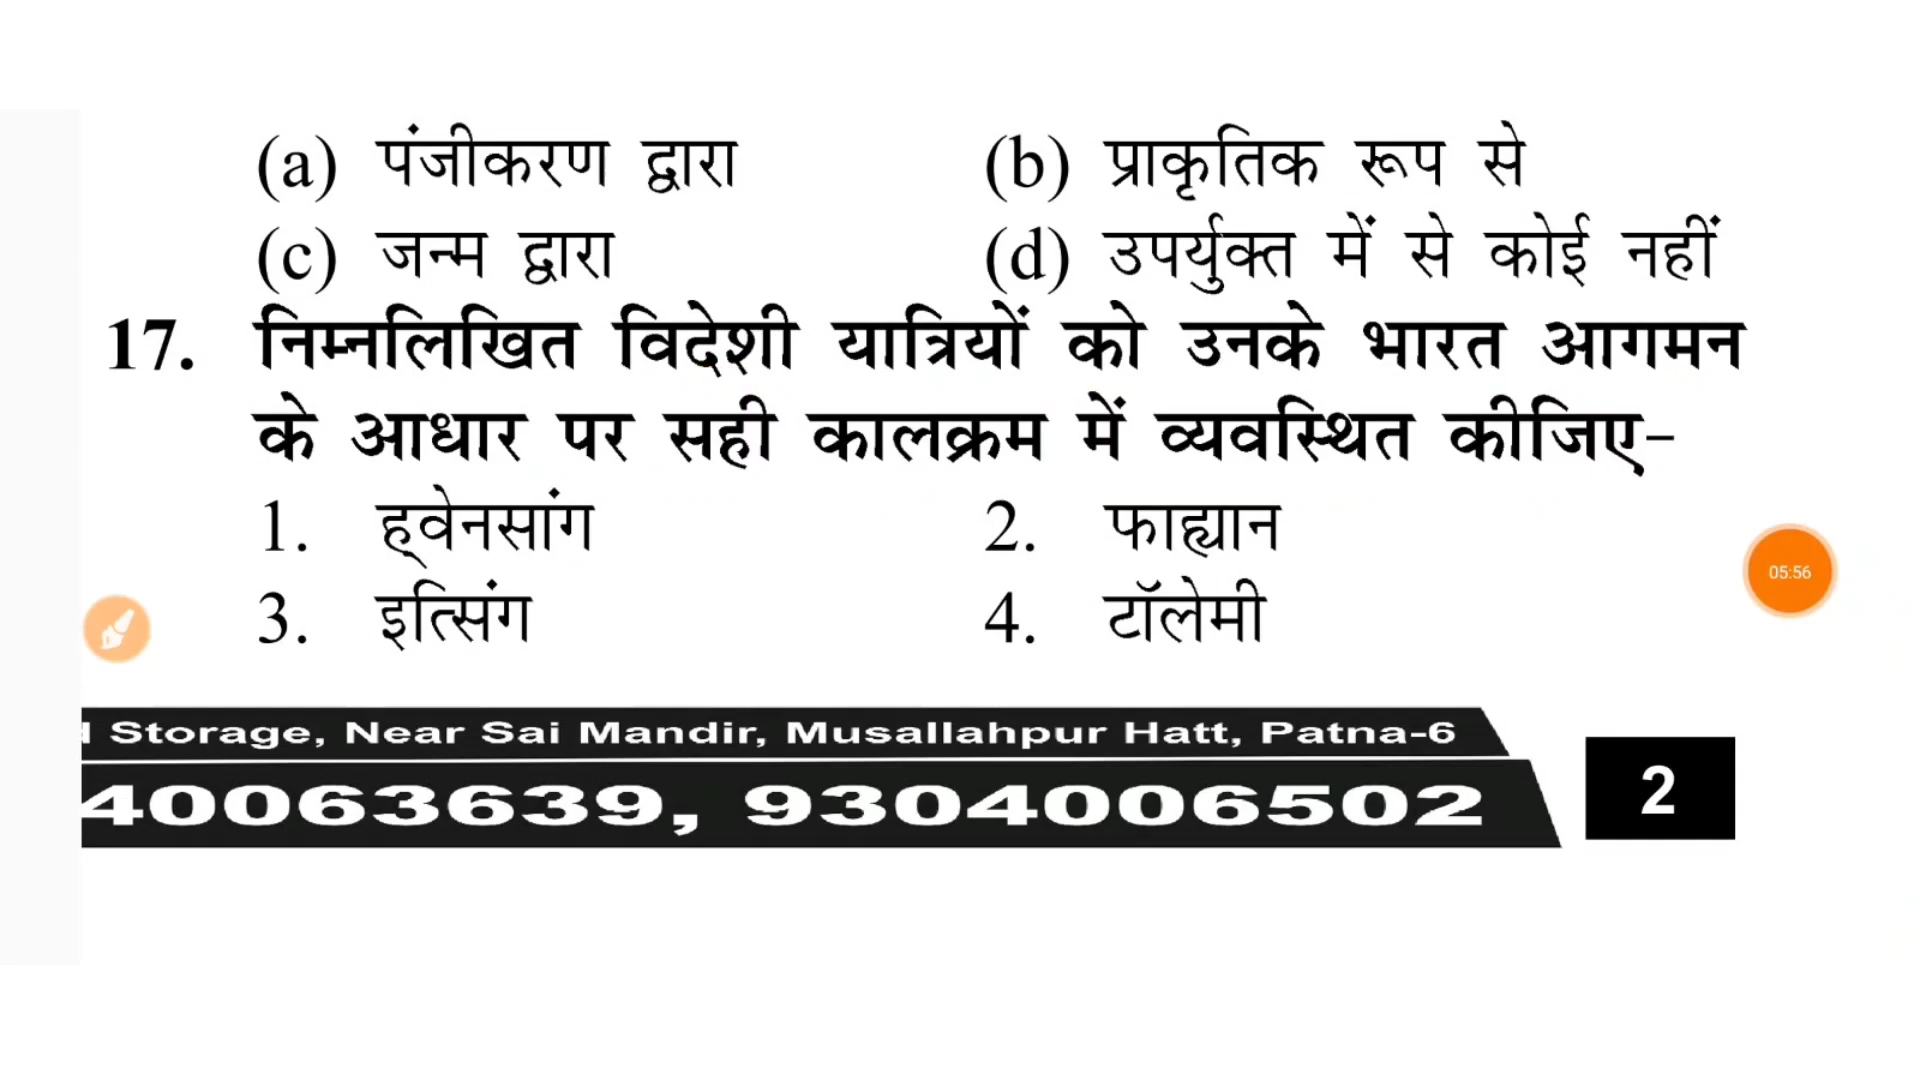 (a) पंजीकरण द्वारा (b) प्राकृतिक रूप से
(c) जन्म द्वारा (d) उपर्युक्त में से कोई नहीं
17. निम्नलिखित विदेशी यात्रियों को उनके भारत आगमन
के आधार पर सही कालक्रम में व्यवस्थित कीजिए-
1. ह्वेनसांग 2. फाह्यान
05:56
3. इत्सिंग 4. टॉलेमी
Storage, Near Sai Mandir, Musallahpur Hatt, Patna-6
40063639, 9304006502 2